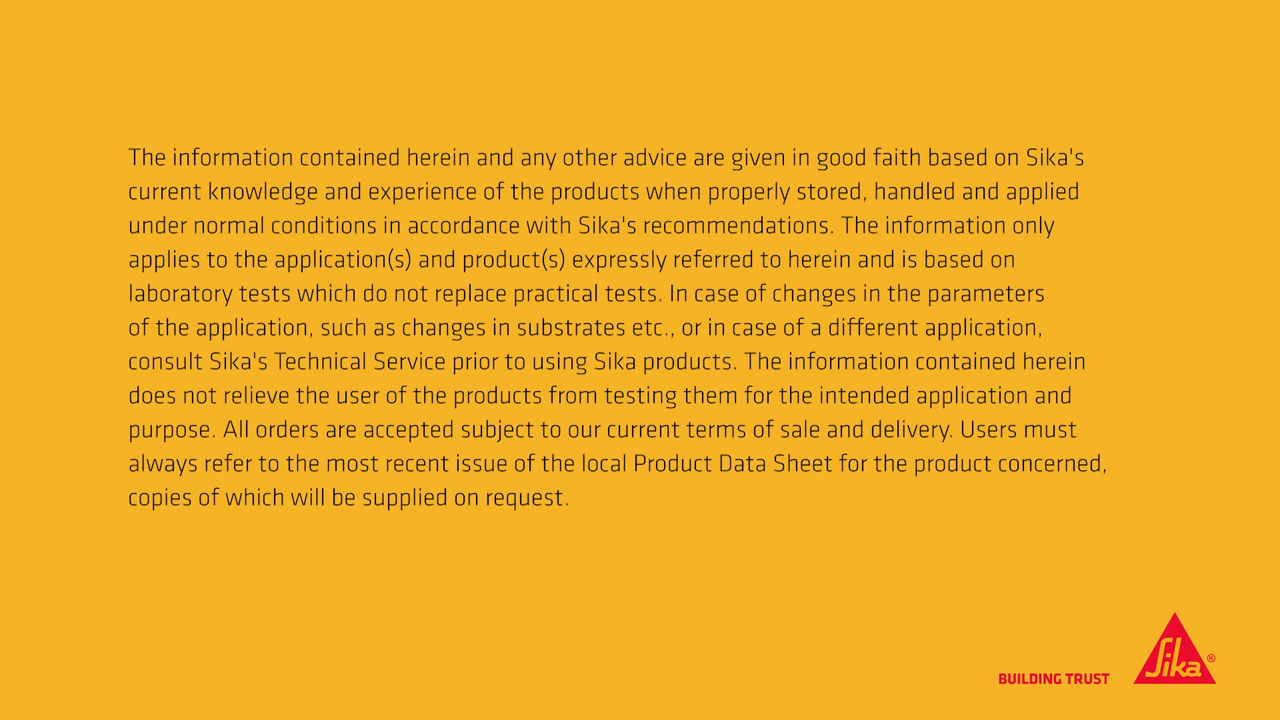 The information contained herein and any other advice are given in good faith based on Sika's
current knowledge and experience of the products when properly stored, handled and applied
under normal conditions in accordance with Sika's recommendations. The information only
applies to the application(s) and product(s) expressly referred to herein and is based on
laboratory tests which do not replace practical tests. In case of changes in the parameters
of the application, such as changes in substrates etc., or in case of a different application,
consult Sika's Technical Service prior to using Sika products. The information contained herein
does not relieve the user of the products from testing them for the intended application and
purpose. All orders are accepted subject to our current terms of sale and delivery. Users must
always refer to the most recent issue of the local Product Data Sheet for the product concerned,
copies of which will be supplied on request.
BUILDING TRUST
Sika®